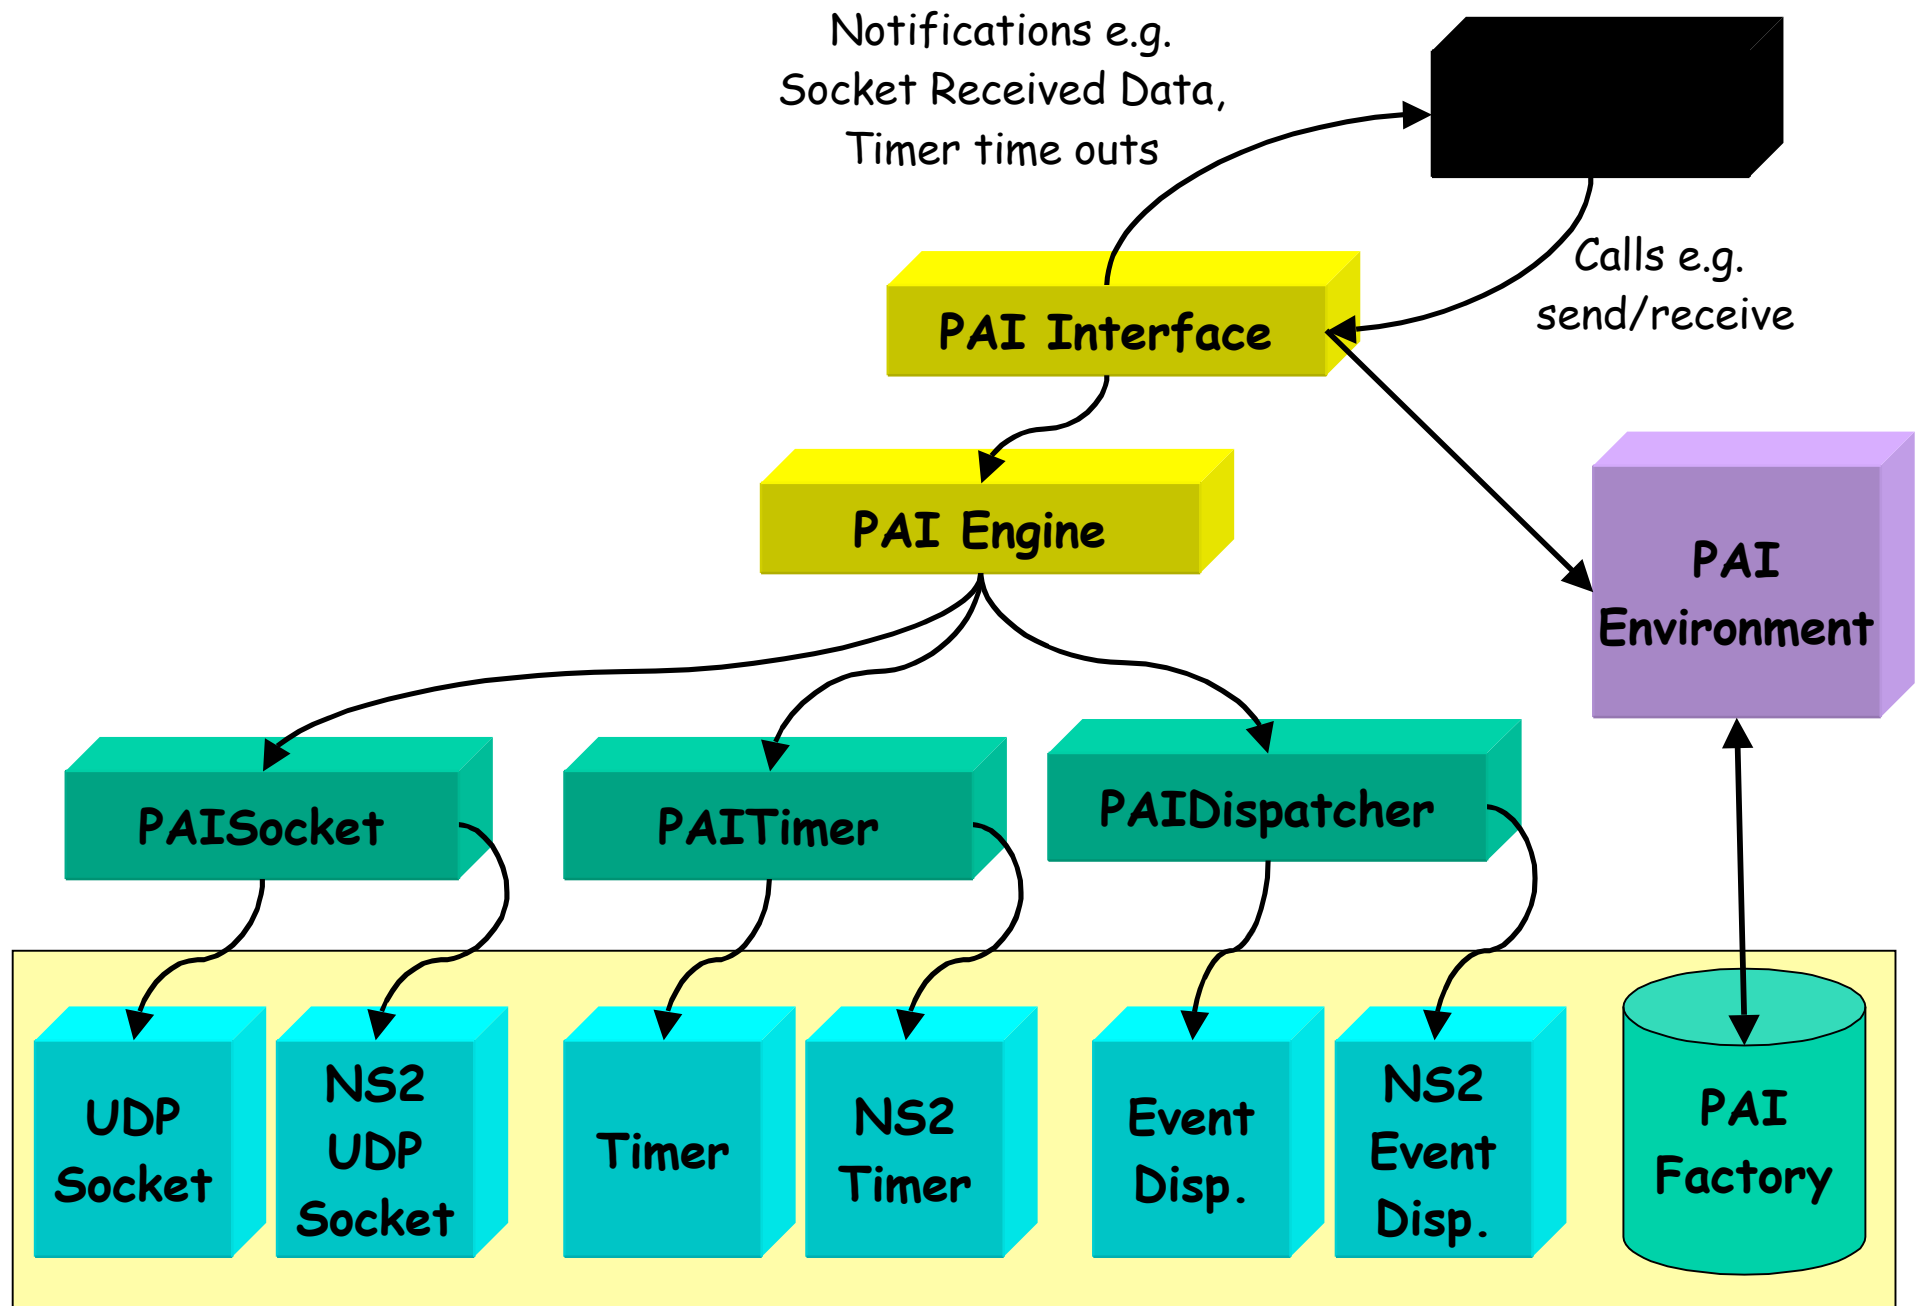 Notifications e.g.
Socket Received Data,
Timer time outs
Calls e.g.
send/receive
PAI Interface
PAI Engine
PAI
Environment
PAISocket
PAITimer
PAIDispatcher
UDP
Socket
NS2
UDP
Socket
Timer
NS2
Timer
Event
Disp.
NS2
Event
Disp.
PAI
Factory